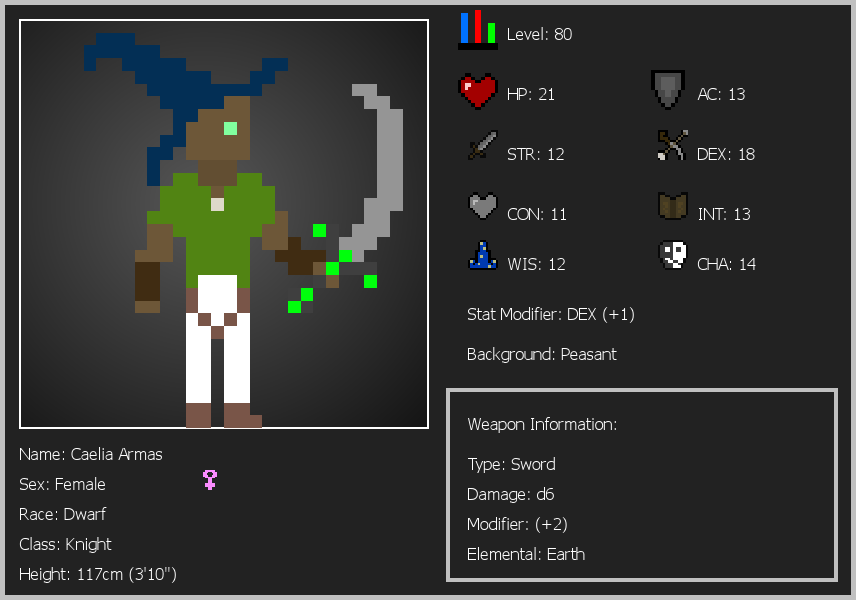 Level: 80
HP: 21
AC: 13
STR: 12
DEX: 18
CON: 11
INT: 13
WIS: 12
CHA: 14
Stat Modifier: DEX (+1)
Background: Peasant
Weapon Information:
Type: Sword
Damage: d6
Modifier: (+2)
Elemental: Earth
Name: Caelia Armas
Sex: Female
Race: Dwarf
Class: Knight
Height: 117cm (3'10")